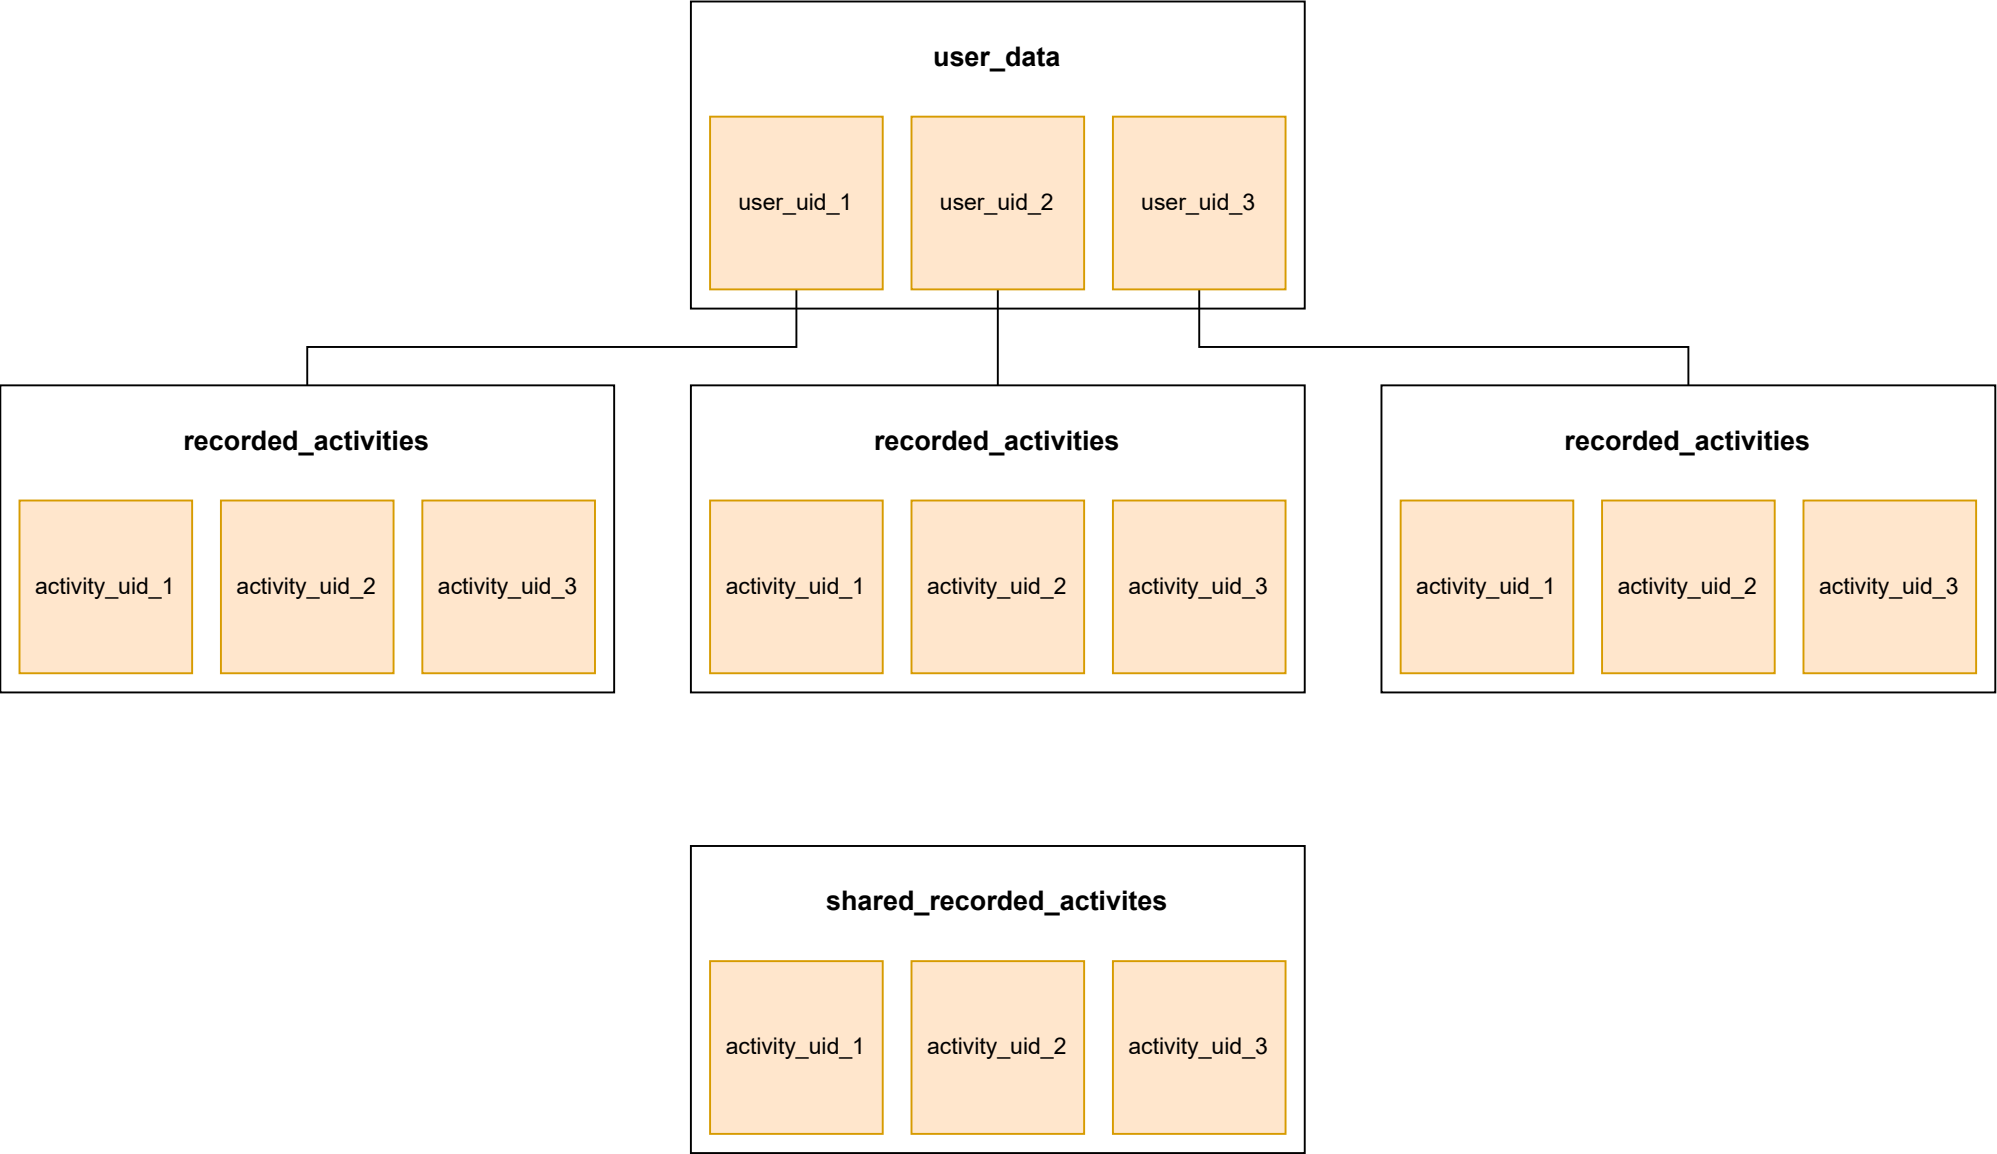 user_data
user_uid_1
user_uid_2
user_uid_3
recorded_activities
activity_uid_1
activity_uid_2
activity_uid_3
recorded_activities
activity_uid_1
activity_uid_2
activity_uid_3
recorded_activities
activity_uid_1
activity_uid_2
activity_uid_3
shared_recorded_activites
activity_uid_1
activity_uid_2
activity_uid_3